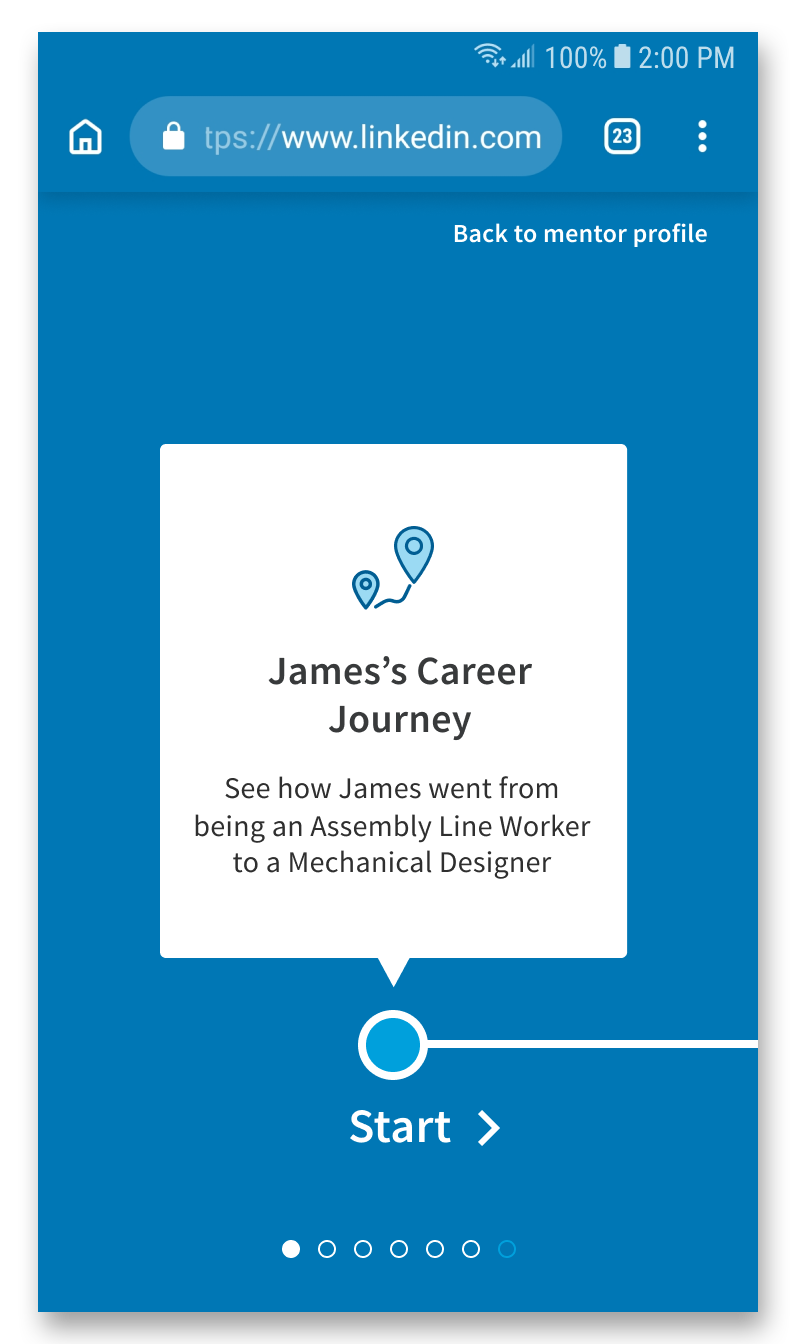 100% 2:00 PM
tps://www.linkedin.com
23
Back to mentor profile
James’s Career
Journey
See how James went from
being an Assembly Line Worker
to a Mechanical Designer
Start